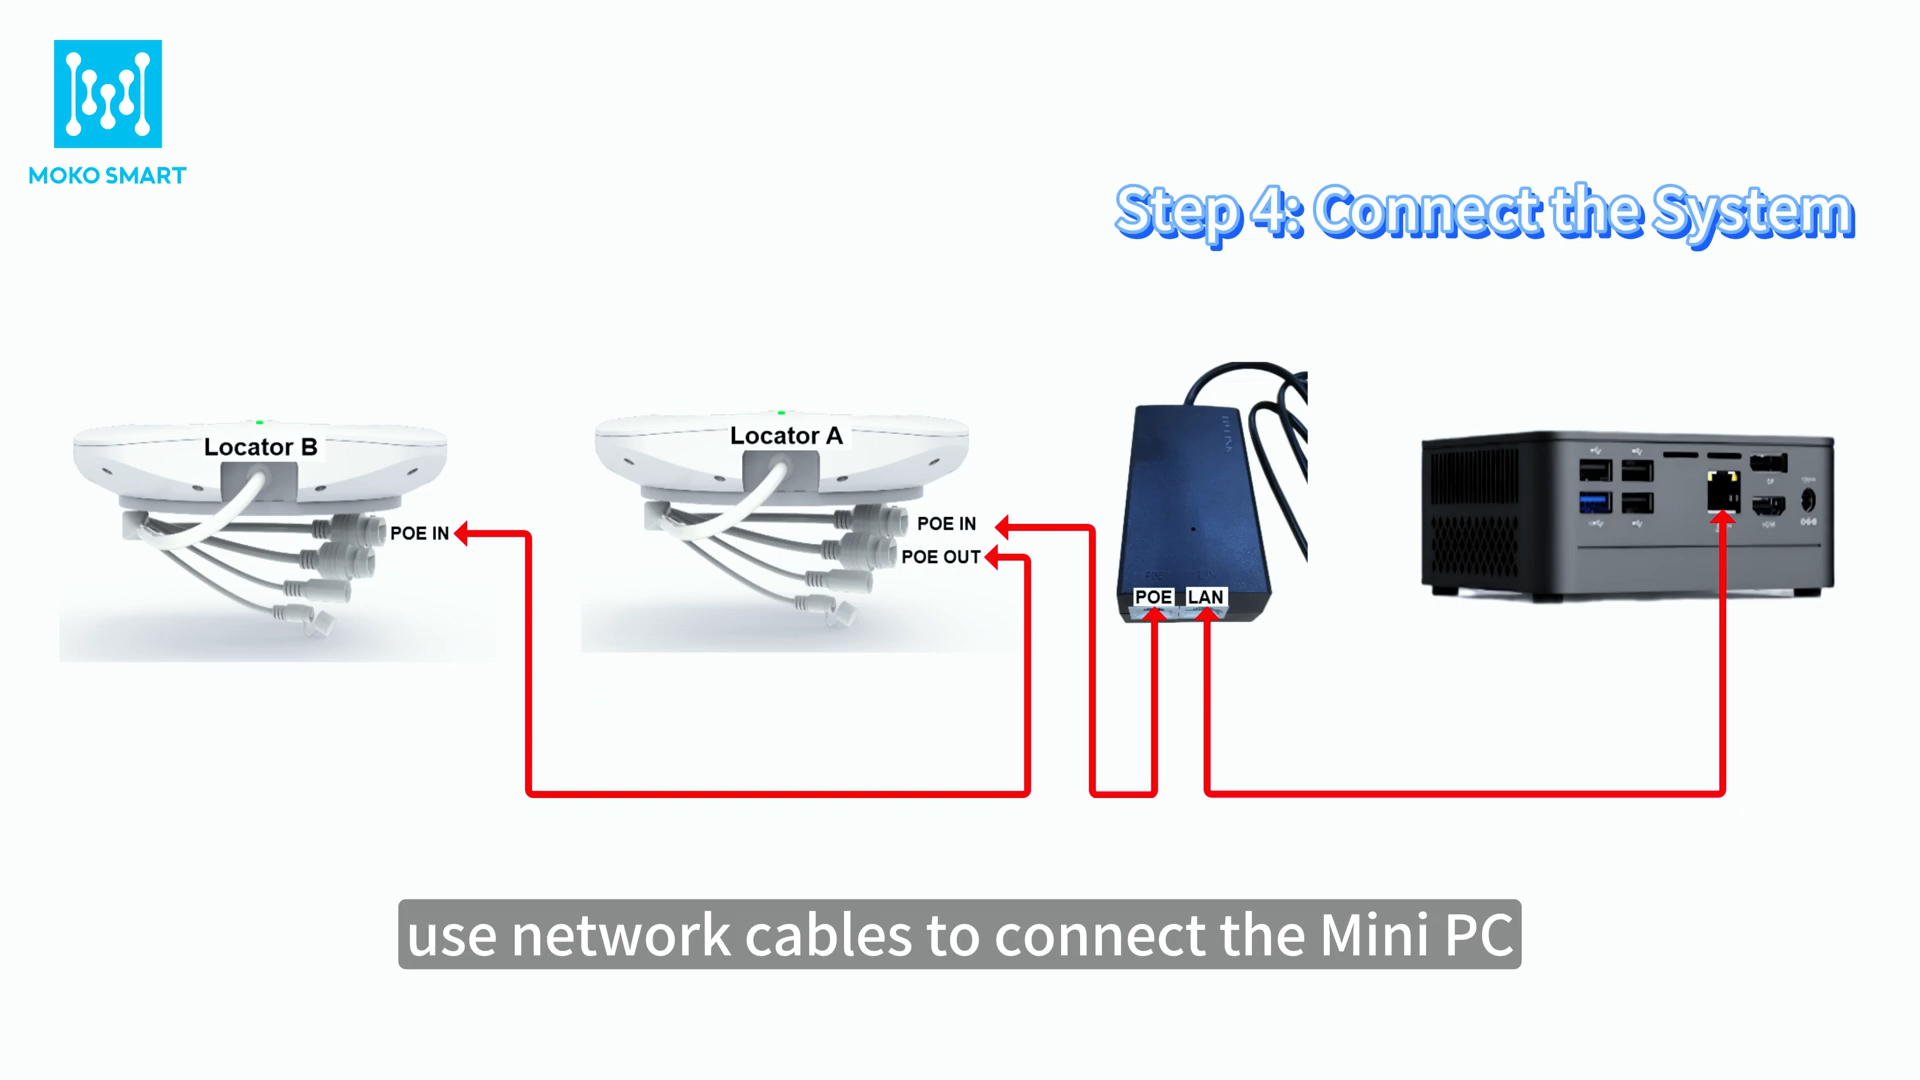 MOKO SMART
Step 4: Connect the System
Locator B
Locator A
POE IN
POE IN
POE OUT
POE LAN
use network cables to connect the Mini PC